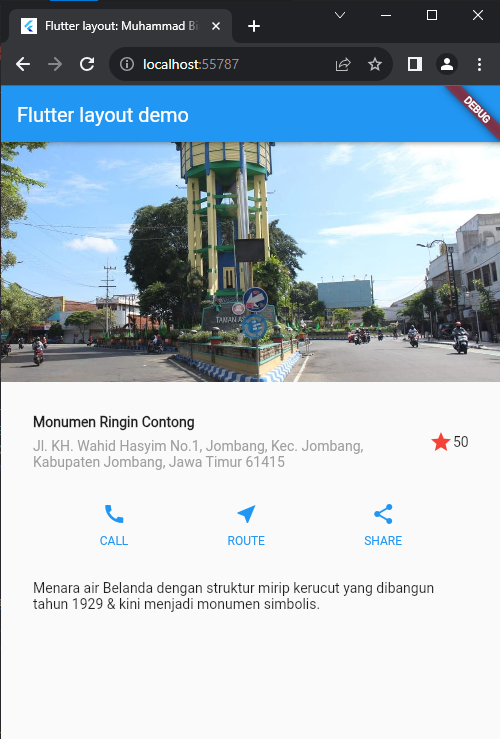 Flutter layout: Muhammad Bi
localhost:55787
Flutter layout demo
DEBUG
TAMAN A
Monumen Ringin Contong
Jl. KH. Wahid Hasyim No.1, Jombang, Kec. Jombang,
Kabupaten Jombang, Jawa Timur 61415
50
CALL
ROUTE
SHARE
Menara air Belanda dengan struktur mirip kerucut yang dibangun
tahun 1929 & kini menjadi monumen simbolis.